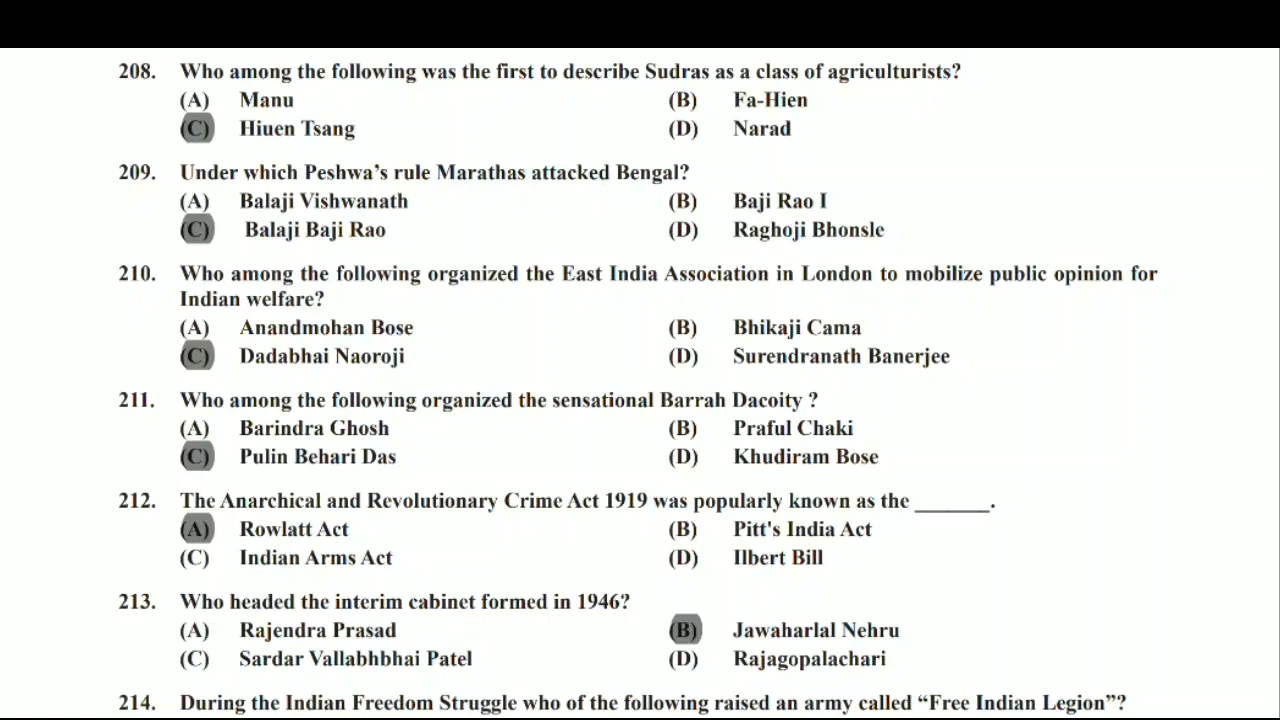 208. Who among the following was the first to describe Sudras as a class of agriculturists?
(A) Manu (B) Fa-Hien
(C) Hiuen Tsang (D) Narad
209. Under which Peshwa's rule Marathas attacked Bengal?
(A) Balaji Vishwanath (B) Baji Rao I
(C) Balaji Baji Rao (D) Raghoji Bhonsle
210. Who among the following organized the East India Association in London to mobilize public opinion for
Indian welfare?
(A) Anandmohan Bose (B) Bhikaji Cama
(C) Dadabhai Naoroji (D) Surendranath Banerjee
211. Who among the following organized the sensational Barrah Dacoity ?
(A) Barindra Ghosh (B) Praful Chaki
(C) Pulin Behari Das (D) Khudiram Bose
212. The Anarchical and Revolutionary Crime Act 1919 was popularly known as the _______.
(A) Rowlatt Act (B) Pitt's India Act
(C) Indian Arms Act (D) Ilbert Bill
213. Who headed the interim cabinet formed in 1946?
(A) Rajendra Prasad (B) Jawaharlal Nehru
(C) Sardar Vallabhbhai Patel (D) Rajagopalachari
214. During the Indian Freedom Struggle who of the following raised an army called “Free Indian Legion”?